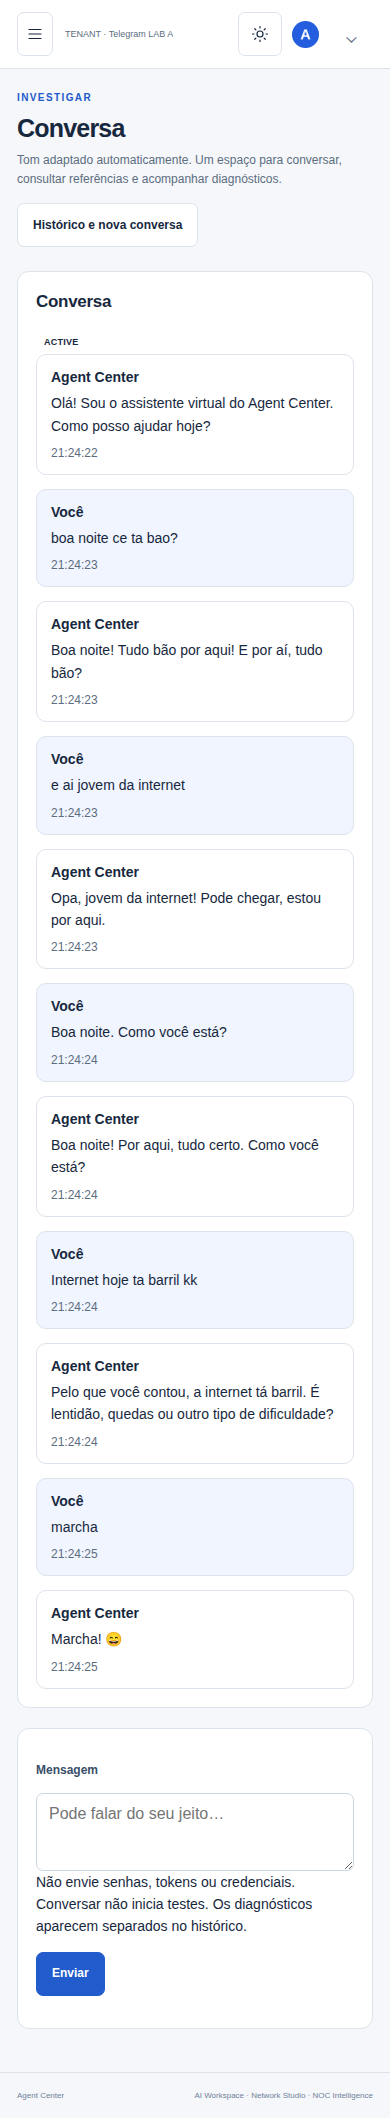 TENANT · Telegram LAB A
A
INVESTIGAR
Conversa
Tom adaptado automaticamente. Um espaço para conversar,
consultar referências e acompanhar diagnósticos.
Histórico e nova conversa
Conversa
ACTIVE
Agent Center
Olá! Sou o assistente virtual do Agent Center.
Como posso ajudar hoje?
21:24:22
Você
boa noite ce ta bao?
21:24:23
Agent Center
Boa noite! Tudo bão por aqui! E por aí, tudo
bão?
21:24:23
Você
e ai jovem da internet
21:24:23
Agent Center
Opa, jovem da internet! Pode chegar, estou
por aqui.
21:24:23
Você
Boa noite. Como você está?
21:24:24
Agent Center
Boa noite! Por aqui, tudo certo. Como você
está?
21:24:24
Você
Internet hoje ta barril kk
21:24:24
Agent Center
Pelo que você contou, a internet tá barril. É
lentidão, quedas ou outro tipo de dificuldade?
21:24:24
Você
marcha
21:24:25
Agent Center
Marcha! 😄
21:24:25
Mensagem
Pode falar do seu jeito…
Não envie senhas, tokens ou credenciais.
Conversar não inicia testes. Os diagnósticos
aparecem separados no histórico.
Enviar
Agent Center
AI Workspace · Network Studio · NOC Intelligence